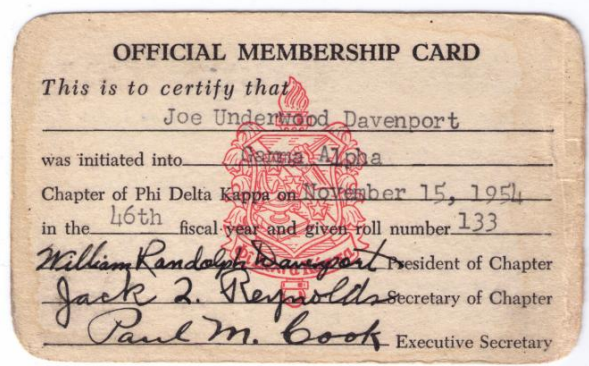 OFFICIAL MEMBERSHIP CARD
This is to certify that
Joe Underwood Davenport
was initiated into Gamma Alpha
Chapter of Phi Delta Kappa on November 15, 1954
in the 46th fiscal year and given roll number 133
William Randolph Davenport President of Chapter
Jack L. Reynolds Secretary of Chapter
Paul M. Cook Executive Secretary